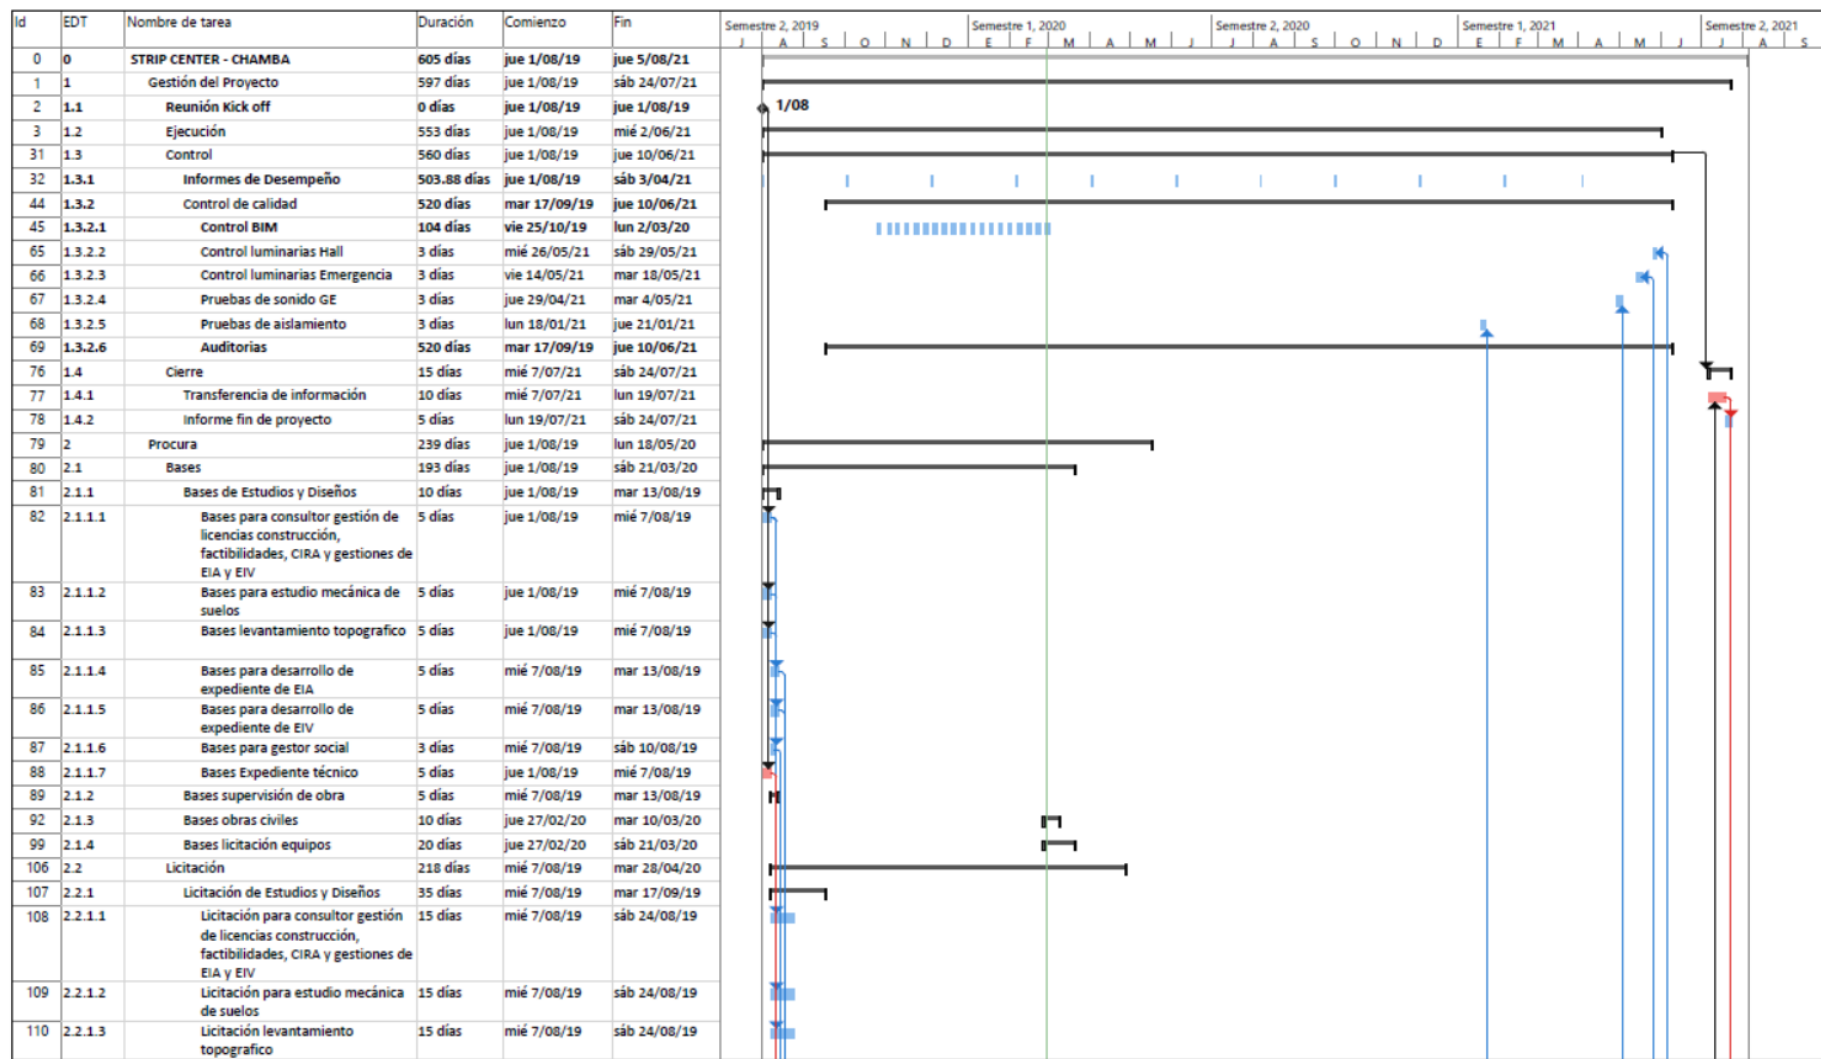 Id EDT Nombre de tarea Duración Comienzo Fin Semestre 2, 2019 Semestre 1, 2020 Semestre 2, 2020 Semestre 1, 2021 Semestre 2, 2021
J A S O N D E F M A M J J A S O N D E F M A M J J A S
0 0 STRIP CENTER - CHAMBA 605 días jue 1/08/19 jue 5/08/21
1 1 Gestión del Proyecto 597 días jue 1/08/19 sáb 24/07/21
2 1.1 Reunión Kick off 0 días jue 1/08/19 jue 1/08/19 1/08
3 1.2 Ejecución 553 días jue 1/08/19 mié 2/06/21
31 1.3 Control 560 días jue 1/08/19 jue 10/06/21
32 1.3.1 Informes de Desempeño 503.88 días jue 1/08/19 sáb 3/04/21
44 1.3.2 Control de calidad 520 días mar 17/09/19 jue 10/06/21
45 1.3.2.1 Control BIM 104 días vie 25/10/19 lun 2/03/20
65 1.3.2.2 Control luminarias Hall 3 días mié 26/05/21 sáb 29/05/21
66 1.3.2.3 Control luminarias Emergencia 3 días vie 14/05/21 mar 18/05/21
67 1.3.2.4 Pruebas de sonido GE 3 días jue 29/04/21 mar 4/05/21
68 1.3.2.5 Pruebas de aislamiento 3 días lun 18/01/21 jue 21/01/21
69 1.3.2.6 Auditorias 520 días mar 17/09/19 jue 10/06/21
76 1.4 Cierre 15 días mié 7/07/21 sáb 24/07/21
77 1.4.1 Transferencia de información 10 días mié 7/07/21 lun 19/07/21
78 1.4.2 Informe fin de proyecto 5 días lun 19/07/21 sáb 24/07/21
79 2 Procura 239 días jue 1/08/19 lun 18/05/20
80 2.1 Bases 193 días jue 1/08/19 sáb 21/03/20
81 2.1.1 Bases de Estudios y Diseños 10 días jue 1/08/19 mar 13/08/19
82 2.1.1.1 Bases para consultor gestión de 5 días jue 1/08/19 mié 7/08/19
licencias construcción,
factibilidades, CIRA y gestiones de
EIA y EIV
83 2.1.1.2 Bases para estudio mecánica de 5 días jue 1/08/19 mié 7/08/19
suelos
84 2.1.1.3 Bases levantamiento topografico 5 días jue 1/08/19 mié 7/08/19
85 2.1.1.4 Bases para desarrollo de 5 días mié 7/08/19 mar 13/08/19
expediente de EIA
86 2.1.1.5 Bases para desarrollo de 5 días mié 7/08/19 mar 13/08/19
expediente de EIV
87 2.1.1.6 Bases para gestor social 3 días mié 7/08/19 sáb 10/08/19
88 2.1.1.7 Bases Expediente técnico 5 días jue 1/08/19 mié 7/08/19
89 2.1.2 Bases supervisión de obra 5 días mié 7/08/19 mar 13/08/19
92 2.1.3 Bases obras civiles 10 días jue 27/02/20 mar 10/03/20
99 2.1.4 Bases licitación equipos 20 días jue 27/02/20 sáb 21/03/20
106 2.2 Licitación 218 días mié 7/08/19 mar 28/04/20
107 2.2.1 Licitación de Estudios y Diseños 35 días mié 7/08/19 mar 17/09/19
108 2.2.1.1 Licitación para consultor gestión 15 días mié 7/08/19 sáb 24/08/19
de licencias construcción,
factibilidades, CIRA y gestiones de
EIA y EIV
109 2.2.1.2 Licitación para estudio mecánica 15 días mié 7/08/19 sáb 24/08/19
de suelos
110 2.2.1.3 Licitación levantamiento 15 días mié 7/08/19 sáb 24/08/19
topografico